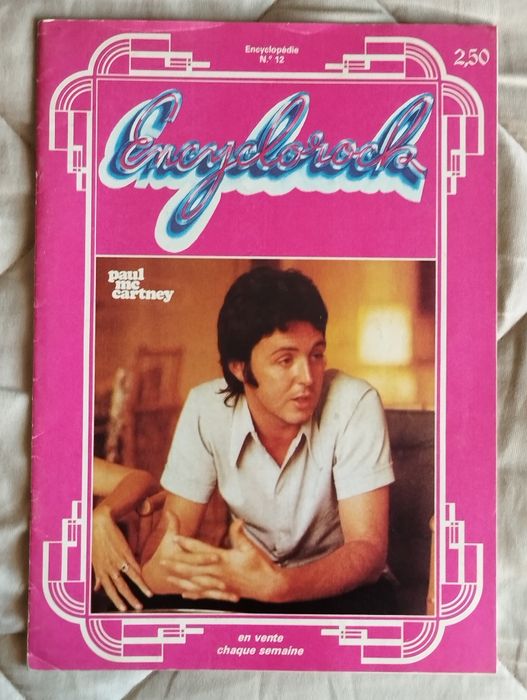 Encyclopédie
N.° 12
2,50
Encyclorock
paul
mc
cartney
en vente
chaque semaine